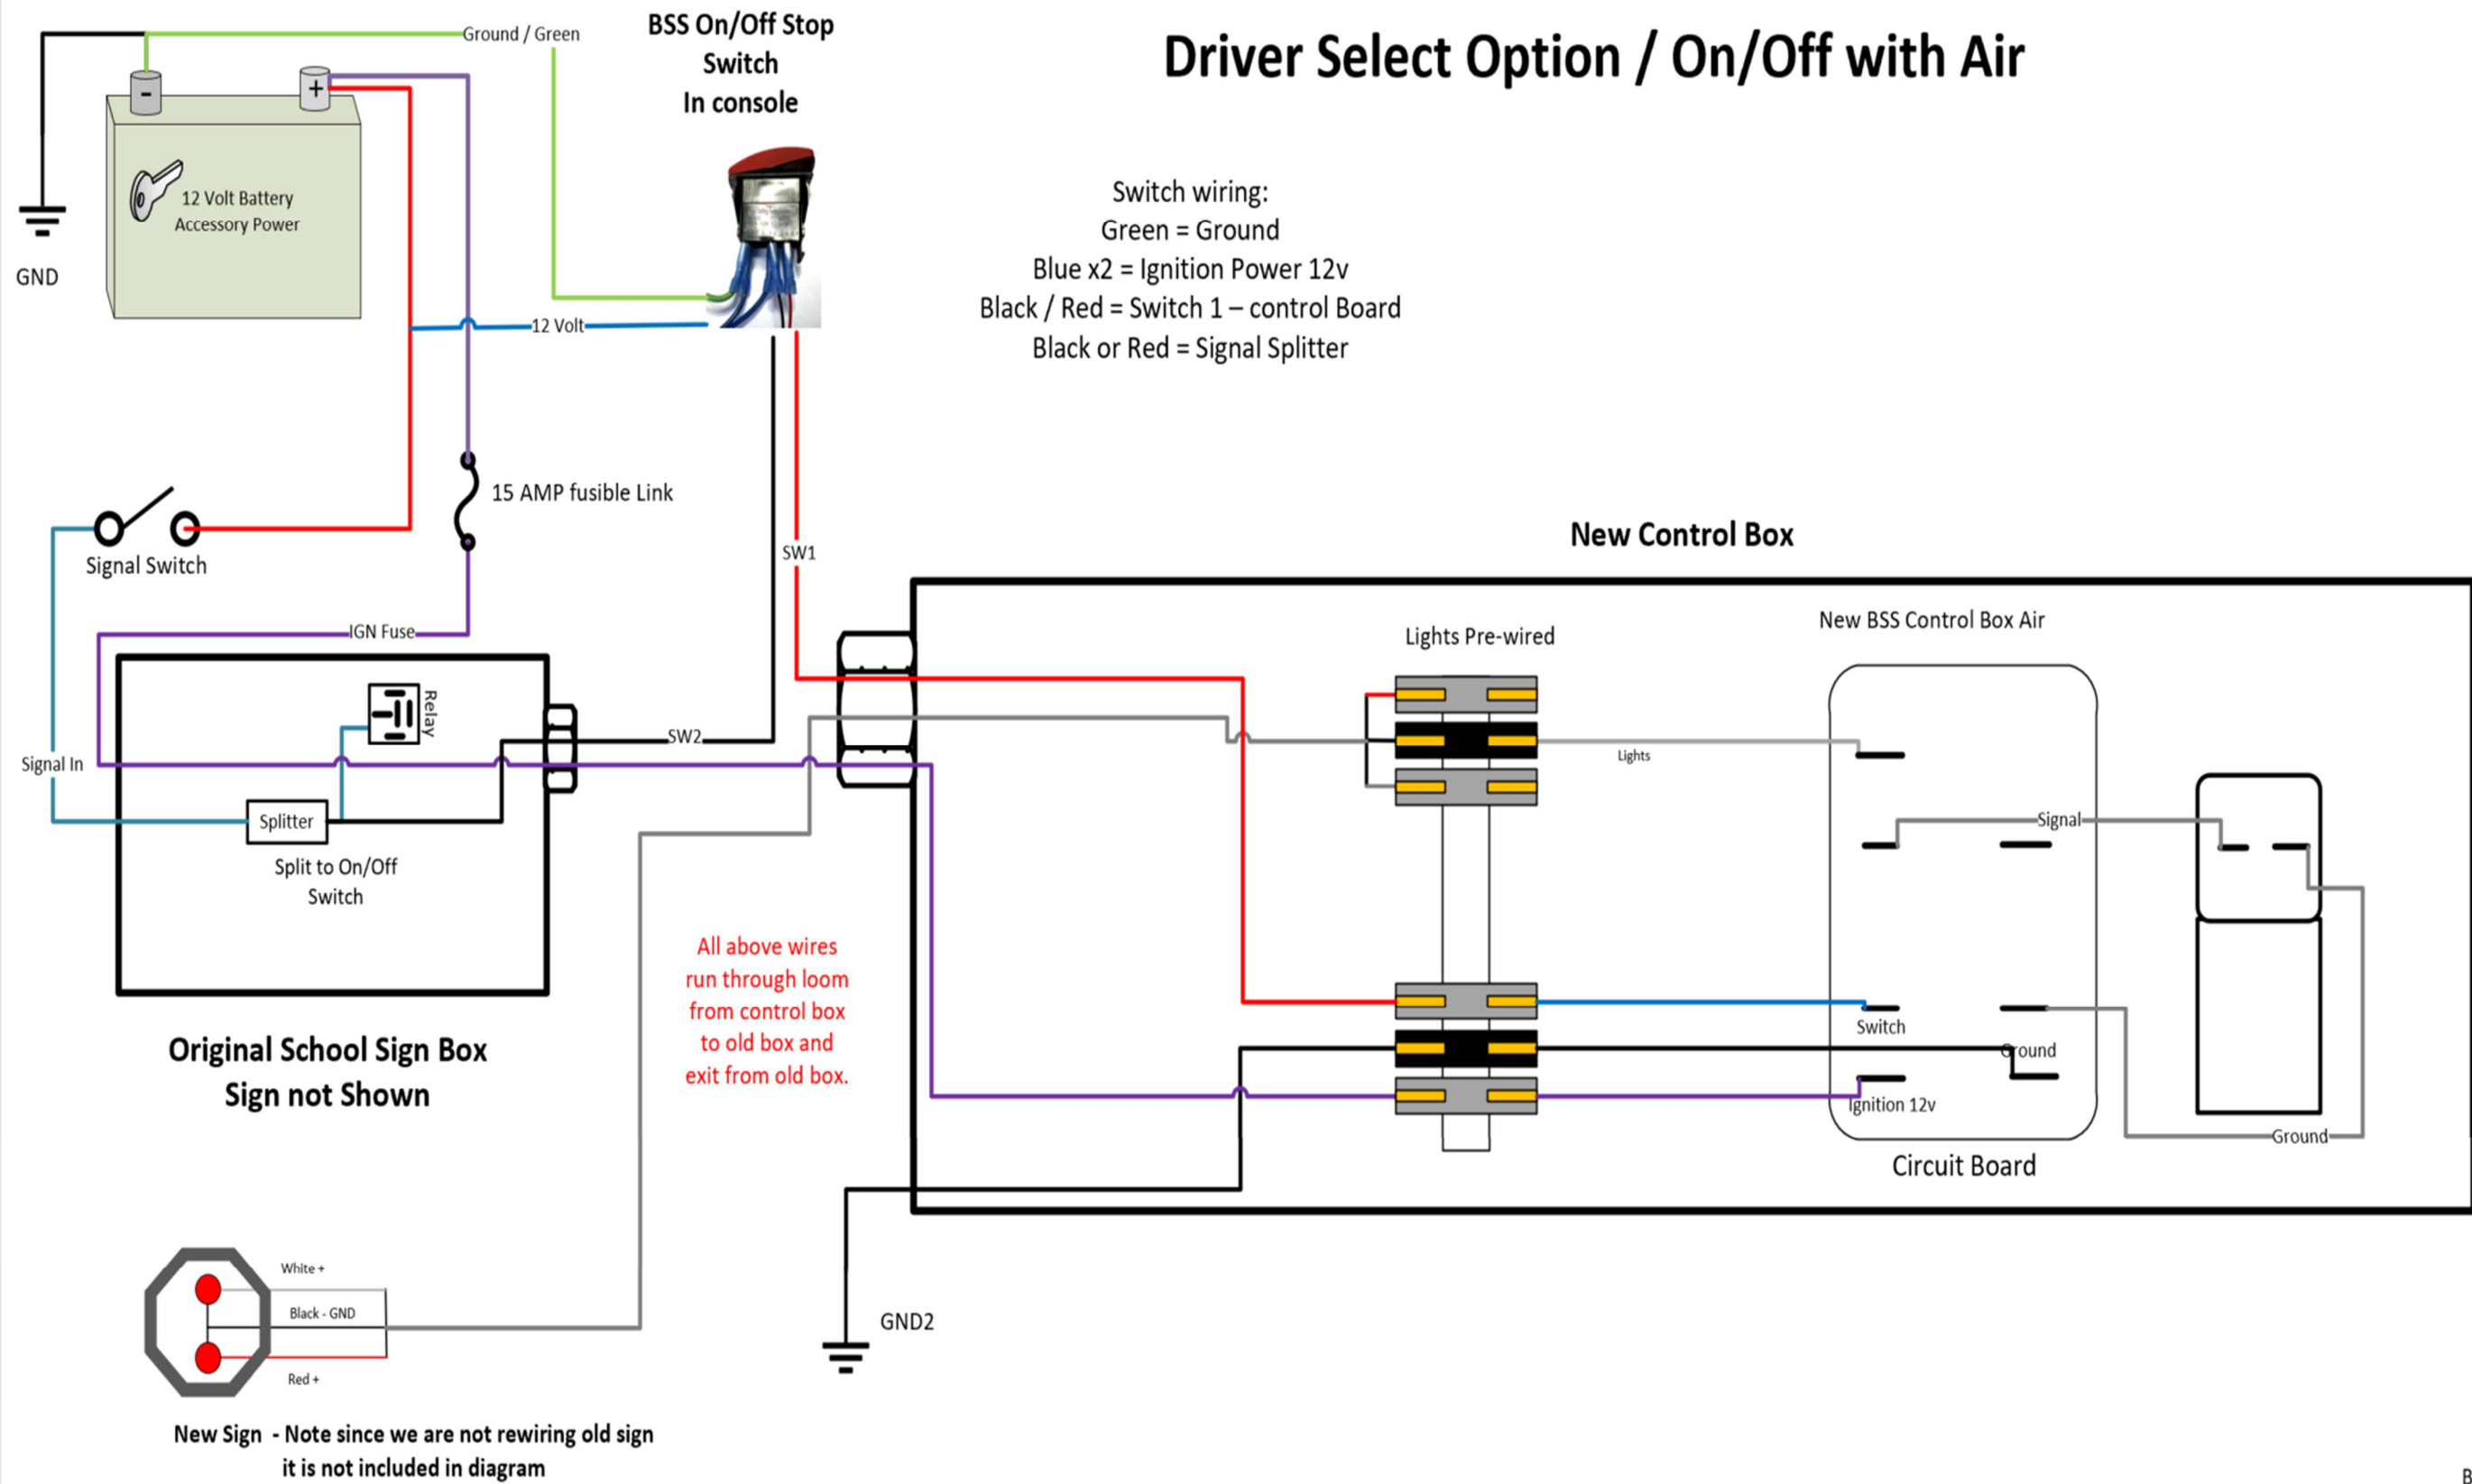 Driver Select Option / On/Off with Air
BSS On/Off Stop
Switch
In console
Ground / Green
-
+
12 Volt Battery
Accessory Power
GND
12 Volt
Switch wiring:
Green = Ground
Blue x2 = Ignition Power 12v
Black / Red = Switch 1 – control Board
Black or Red = Signal Splitter
15 AMP fusible Link
Signal Switch
SW1
New Control Box
IGN Fuse
New BSS Control Box Air
Lights Pre-wired
Relay
SW2
Signal In
Lights
Splitter
Signal
Split to On/Off
Switch
All above wires
run through loom
from control box
to old box and
exit from old box.
Original School Sign Box
Sign not Shown
Switch
Ground
Ignition 12v
Ground
Circuit Board
White +
Black - GND
Red +
GND2
New Sign - Note since we are not rewiring old sign
it is not included in diagram